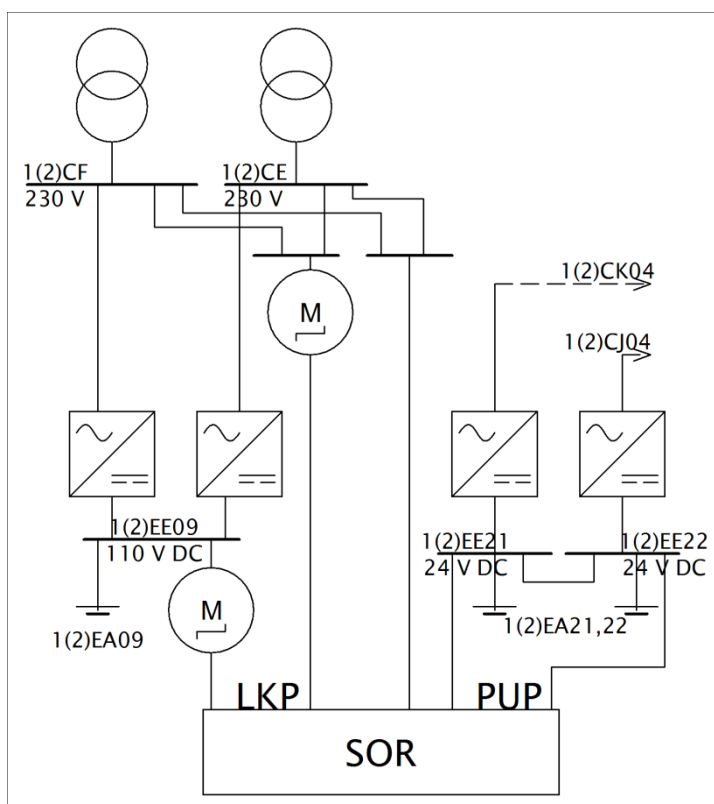 1(2)CF
230 V
1(2)CE
230 V
M
1(2)CK04
1(2)CJ04
1(2)EE09
110 V DC
1(2)EE21
24 V DC
1(2)EE22
24 V DC
M
1(2)EA09
1(2)EA21,22
LKP
PUP
SOR